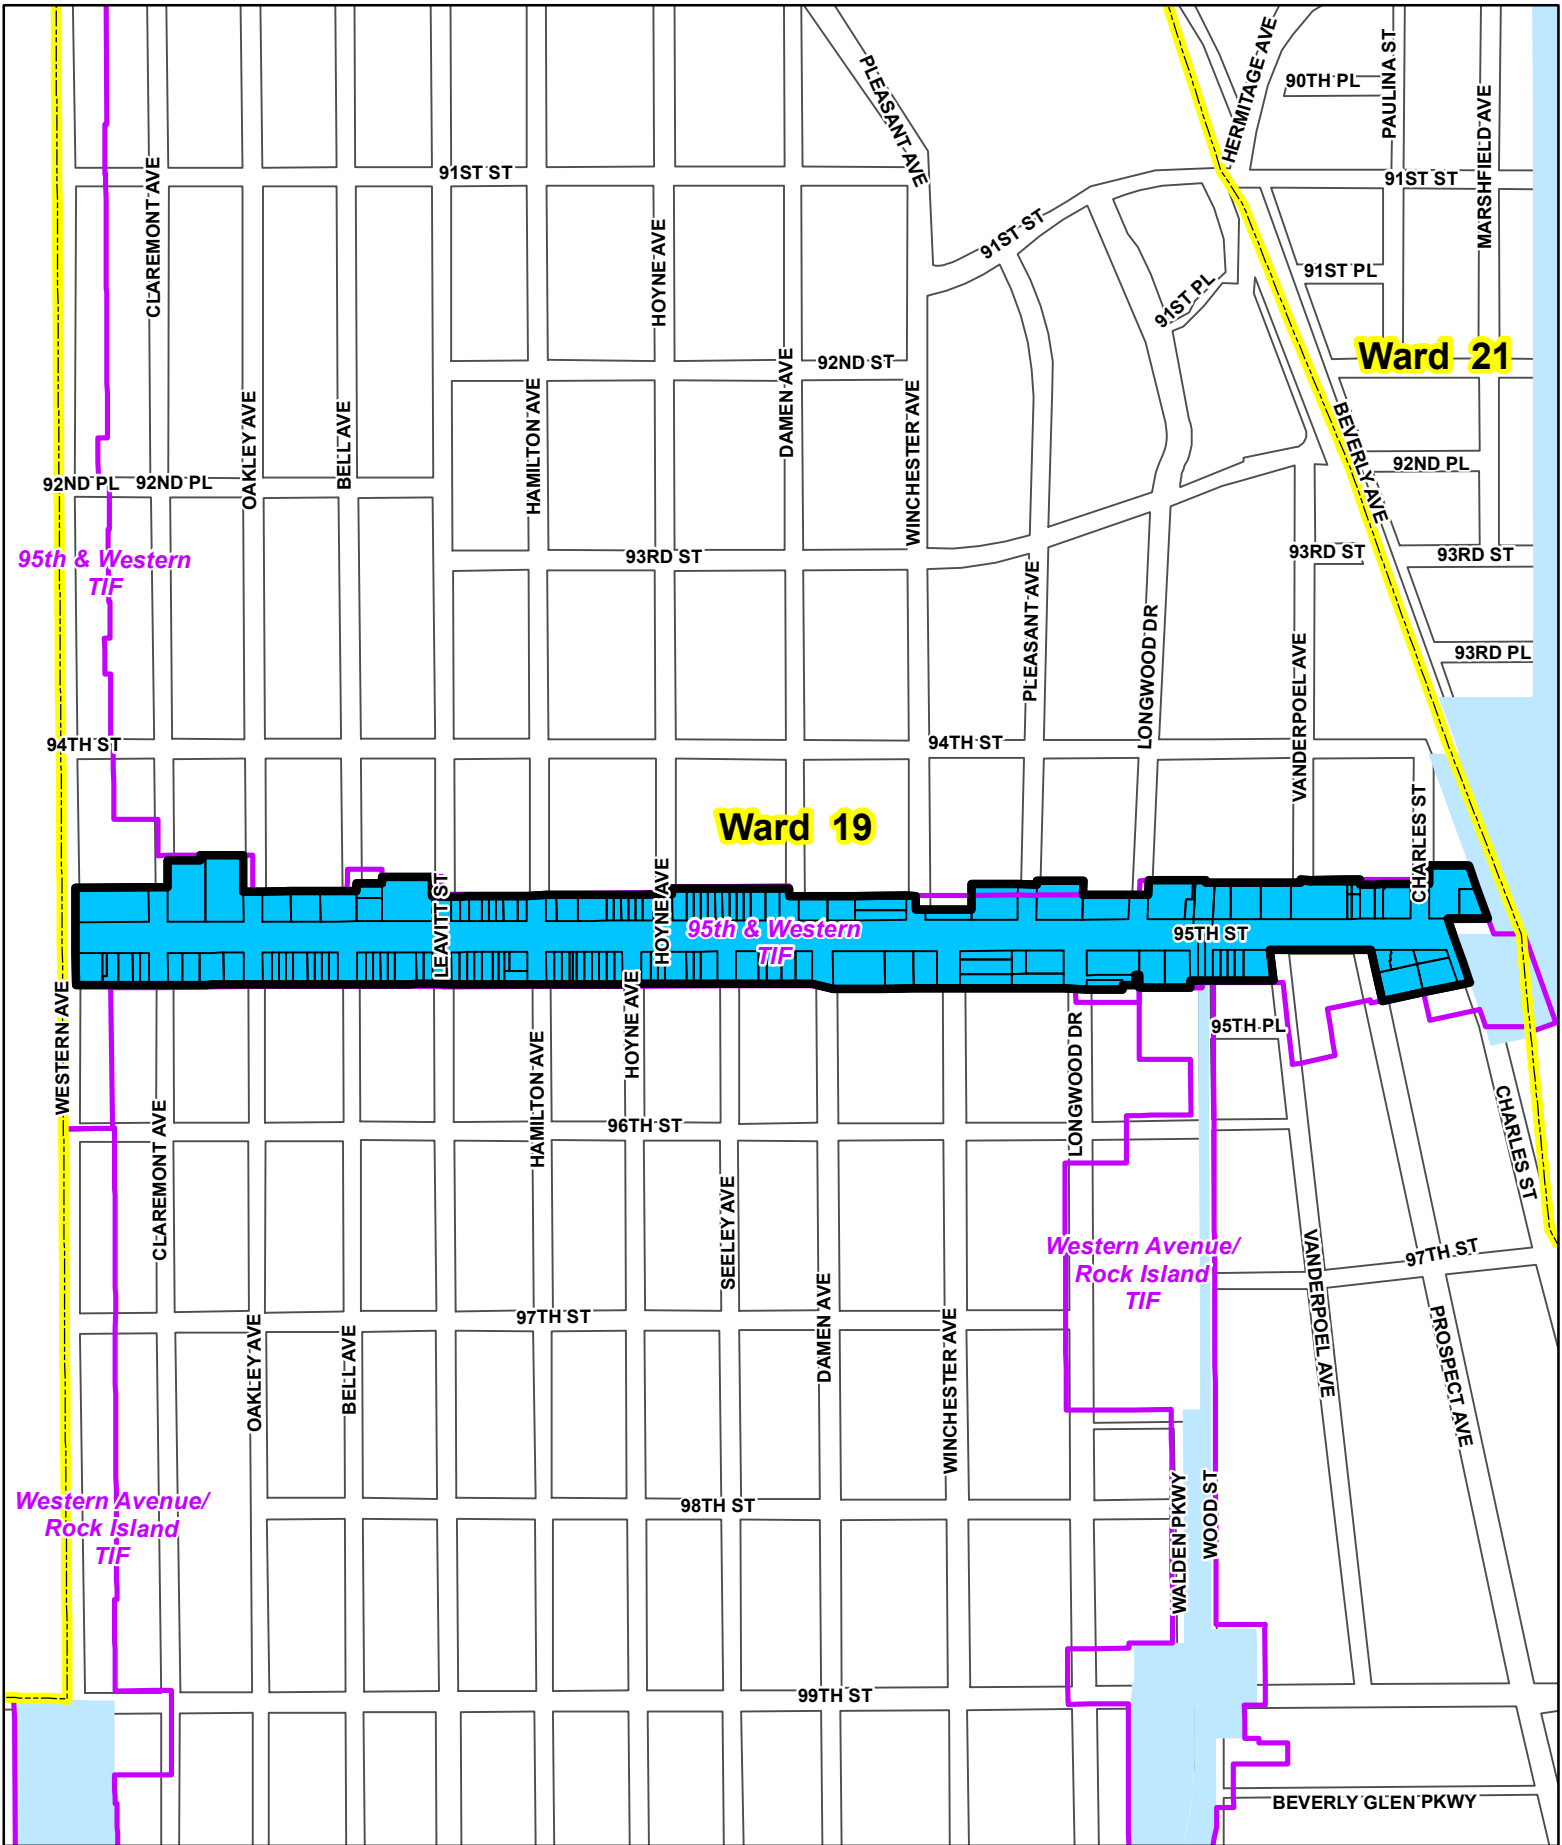 HERMITAGE AVE
PAULINA ST
PLEASANT AVE
90TH PL
MARSHFIELD AVE
CLAREMONT AVE
91ST ST
91ST ST
91ST ST
HOYNE AVE
91ST PL
91ST PL
92ND ST
Ward 21
DAMEN AVE
OAKLEY AVE
BELL AVE
HAMILTON AVE
WINCHESTER AVE
BEVERLY AVE
92ND PL
92ND PL
92ND PL
95th & Western
TIF
93RD ST
93RD ST
93RD ST
PLEASANT AVE
LONGWOOD DR
VANDERPOEL AVE
93RD PL
94TH ST
94TH ST
CHARLES ST
Ward 19
LEAVITT ST
HOYNE AVE
95th & Western
TIF
95TH ST
WESTERN AVE
HOYNE AVE
LONGWOOD DR
95TH PL
CLAREMONT AVE
HAMILTON AVE
96TH ST
CHARLES ST
SEELEY AVE
Western Avenue/
Rock Island
TIF
VANDERPOEL AVE
97TH ST
97TH ST
OAKLEY AVE
BELL AVE
DAMEN AVE
WINCHESTER AVE
PROSPECT AVE
Western Avenue/
Rock Island
TIF
98TH ST
WALDEN PKWY
WOOD ST
99TH ST
BEVERLY GLEN PKWY